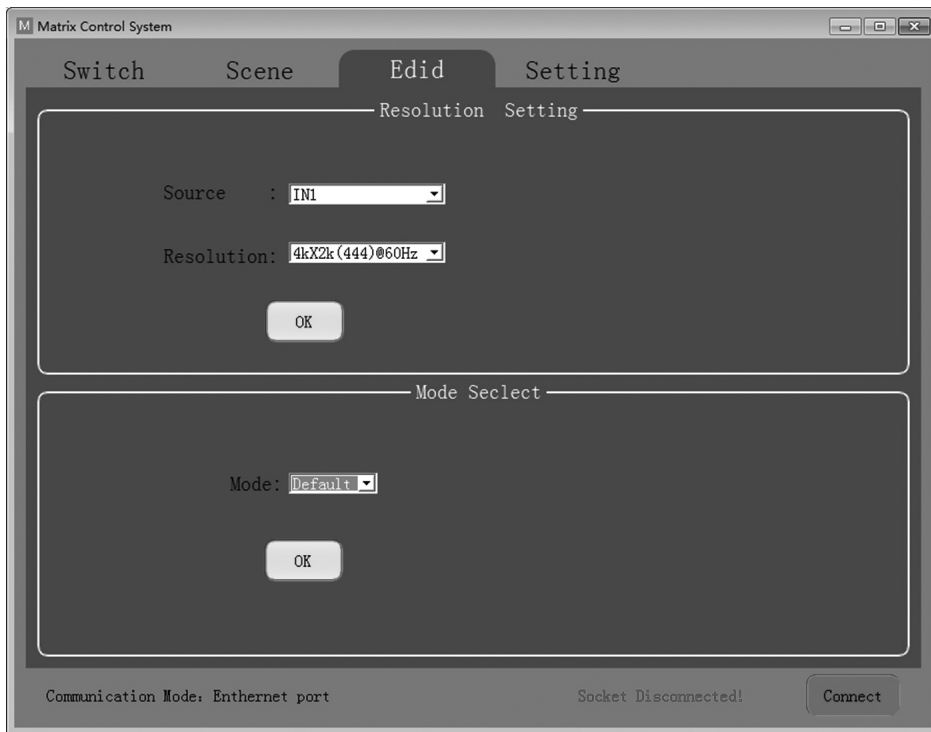 M Matrix Control System
Switch Scene Edid Setting
Resolution Setting
Source : IN1
Resolution: 4kX2k(444)@60Hz
OK
Mode Seclect
Mode: Default
OK
Communication Mode: Enthernet port Socket Disconnected! Connect